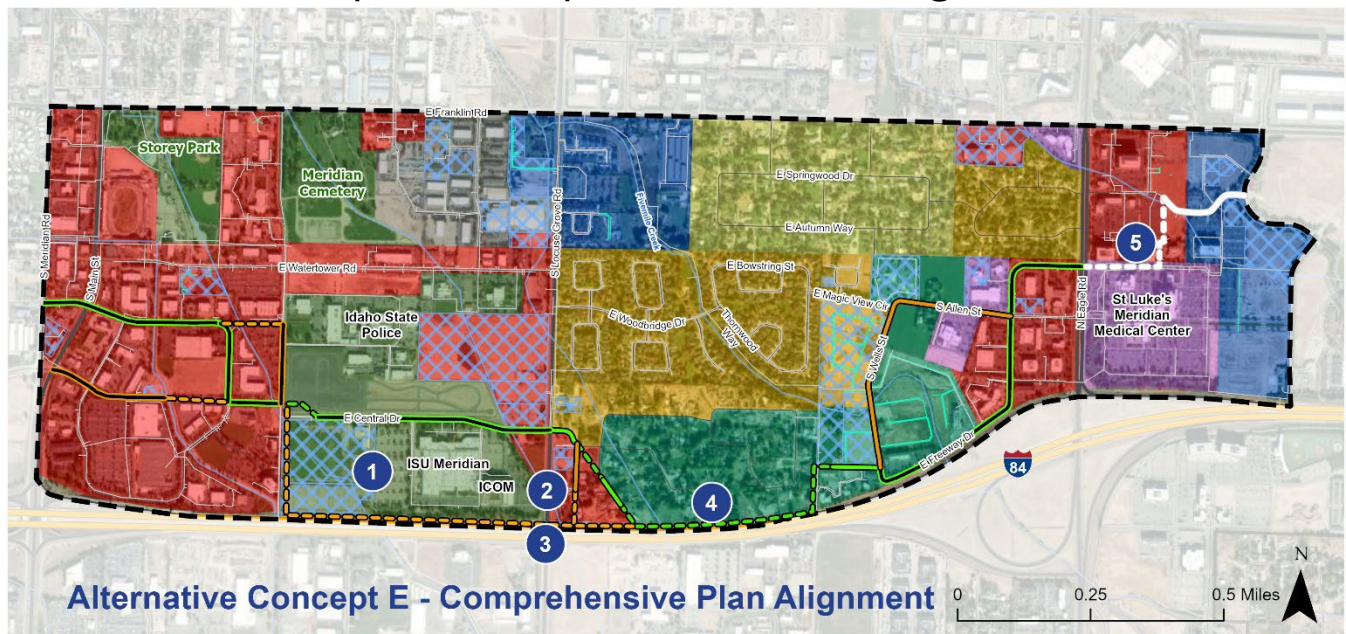 E Franklin Rd
Storey Park
Meridian
Cemetery
S Meridian Rd
S Main St
E Watertower Rd
Idaho State
Police
S Locuse Grove Rd
Fivemile Creek
E Springwood Dr
E Autumn Way
E Bowstring St
E Woodbridge Dr
Thornwood
Way
E Magic View Cir
S Allen St
S Wells St
N Eagle Rd
5
St Luke's
Meridian
Medical Center
E Central Dr
ISU Meridian
ICOM
E Freeway Dr
84
1
2
3
4
N
Alternative Concept E - Comprehensive Plan Alignment
0 0.25 0.5 Miles